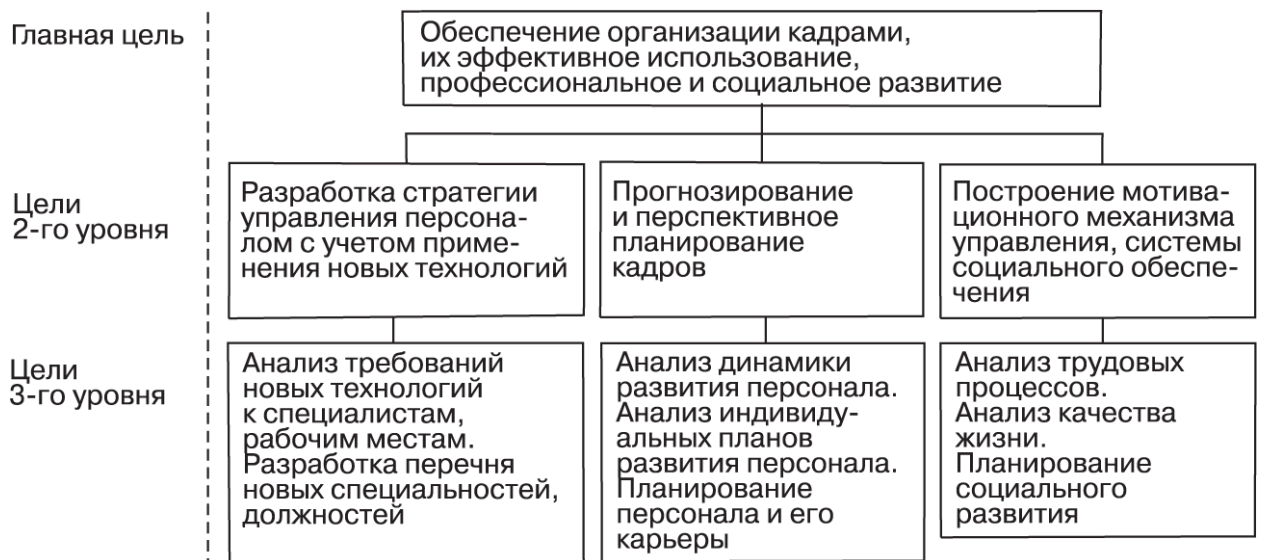 Главная цель
Обеспечение организации кадрами,
их эффективное использование,
профессиональное и социальное развитие
Цели
2-го уровня
Разработка стратегии
управления персона-
лом с учетом приме-
нения новых технологий
Прогнозирование
и перспективное
планирование
кадров
Построение мотива-
ционного механизма
управления, системы
социального обеспе-
чения
Цели
3-го уровня
Анализ требований
новых технологий
к специалистам,
рабочим местам.
Разработка перечня
новых специальностей,
должностей
Анализ динамики
развития персонала.
Анализ индивиду-
альных планов
развития персонала.
Планирование
персонала и его
карьеры
Анализ трудовых
процессов.
Анализ качества
жизни.
Планирование
социального
развития